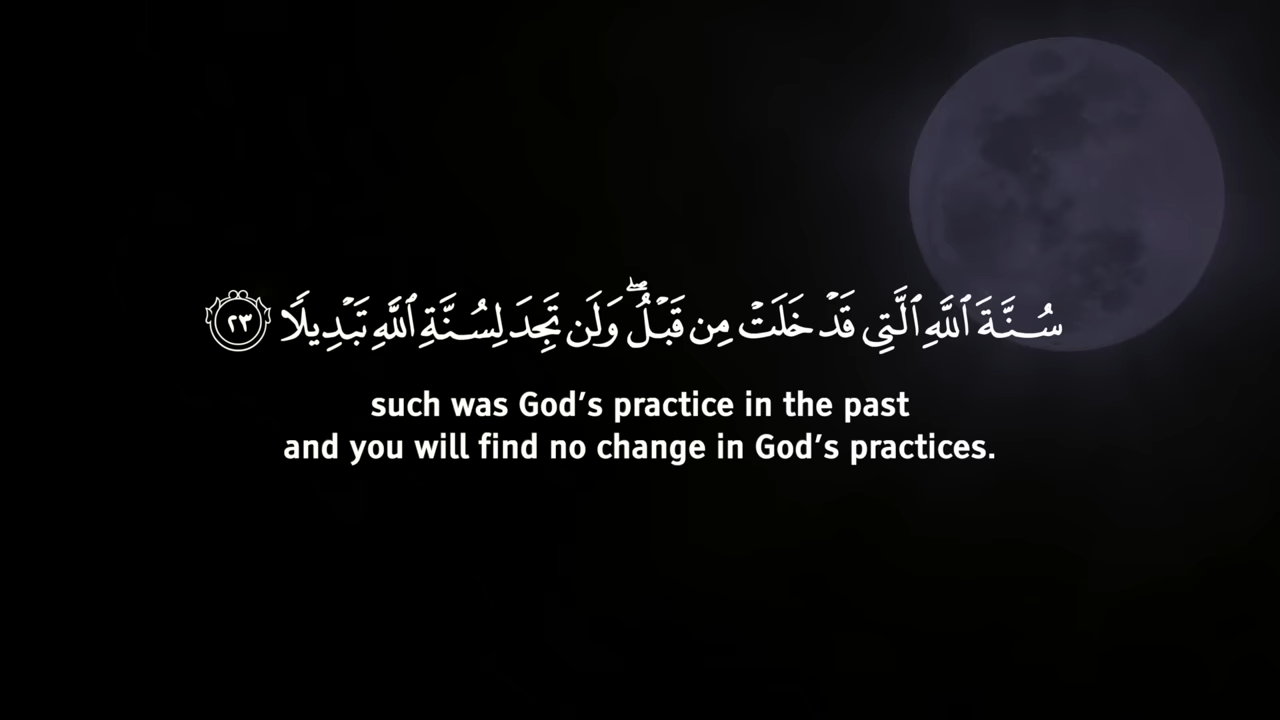 سُنَّةَ ٱللَّهِ ٱلَّتِي قَدۡ خَلَتۡ مِن قَبۡلُۖ وَلَن تَجِدَ لِسُنَّةِ ٱللَّهِ تَبۡدِيلٗا ٢٣
such was God’s practice in the past
and you will find no change in God’s practices.